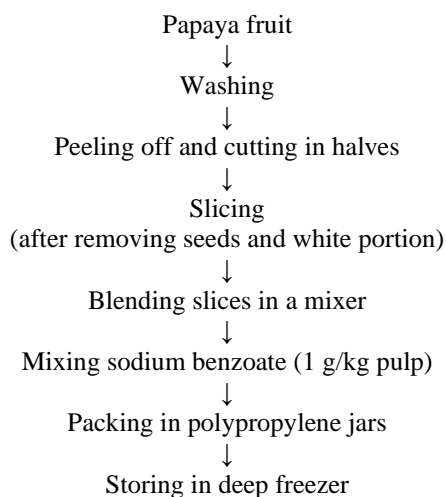 Papaya fruit
↓
Washing
↓
Peeling off and cutting in halves
↓
Slicing
(after removing seeds and white portion)
↓
Blending slices in a mixer
↓
Mixing sodium benzoate (1 g/kg pulp)
↓
Packing in polypropylene jars
↓
Storing in deep freezer